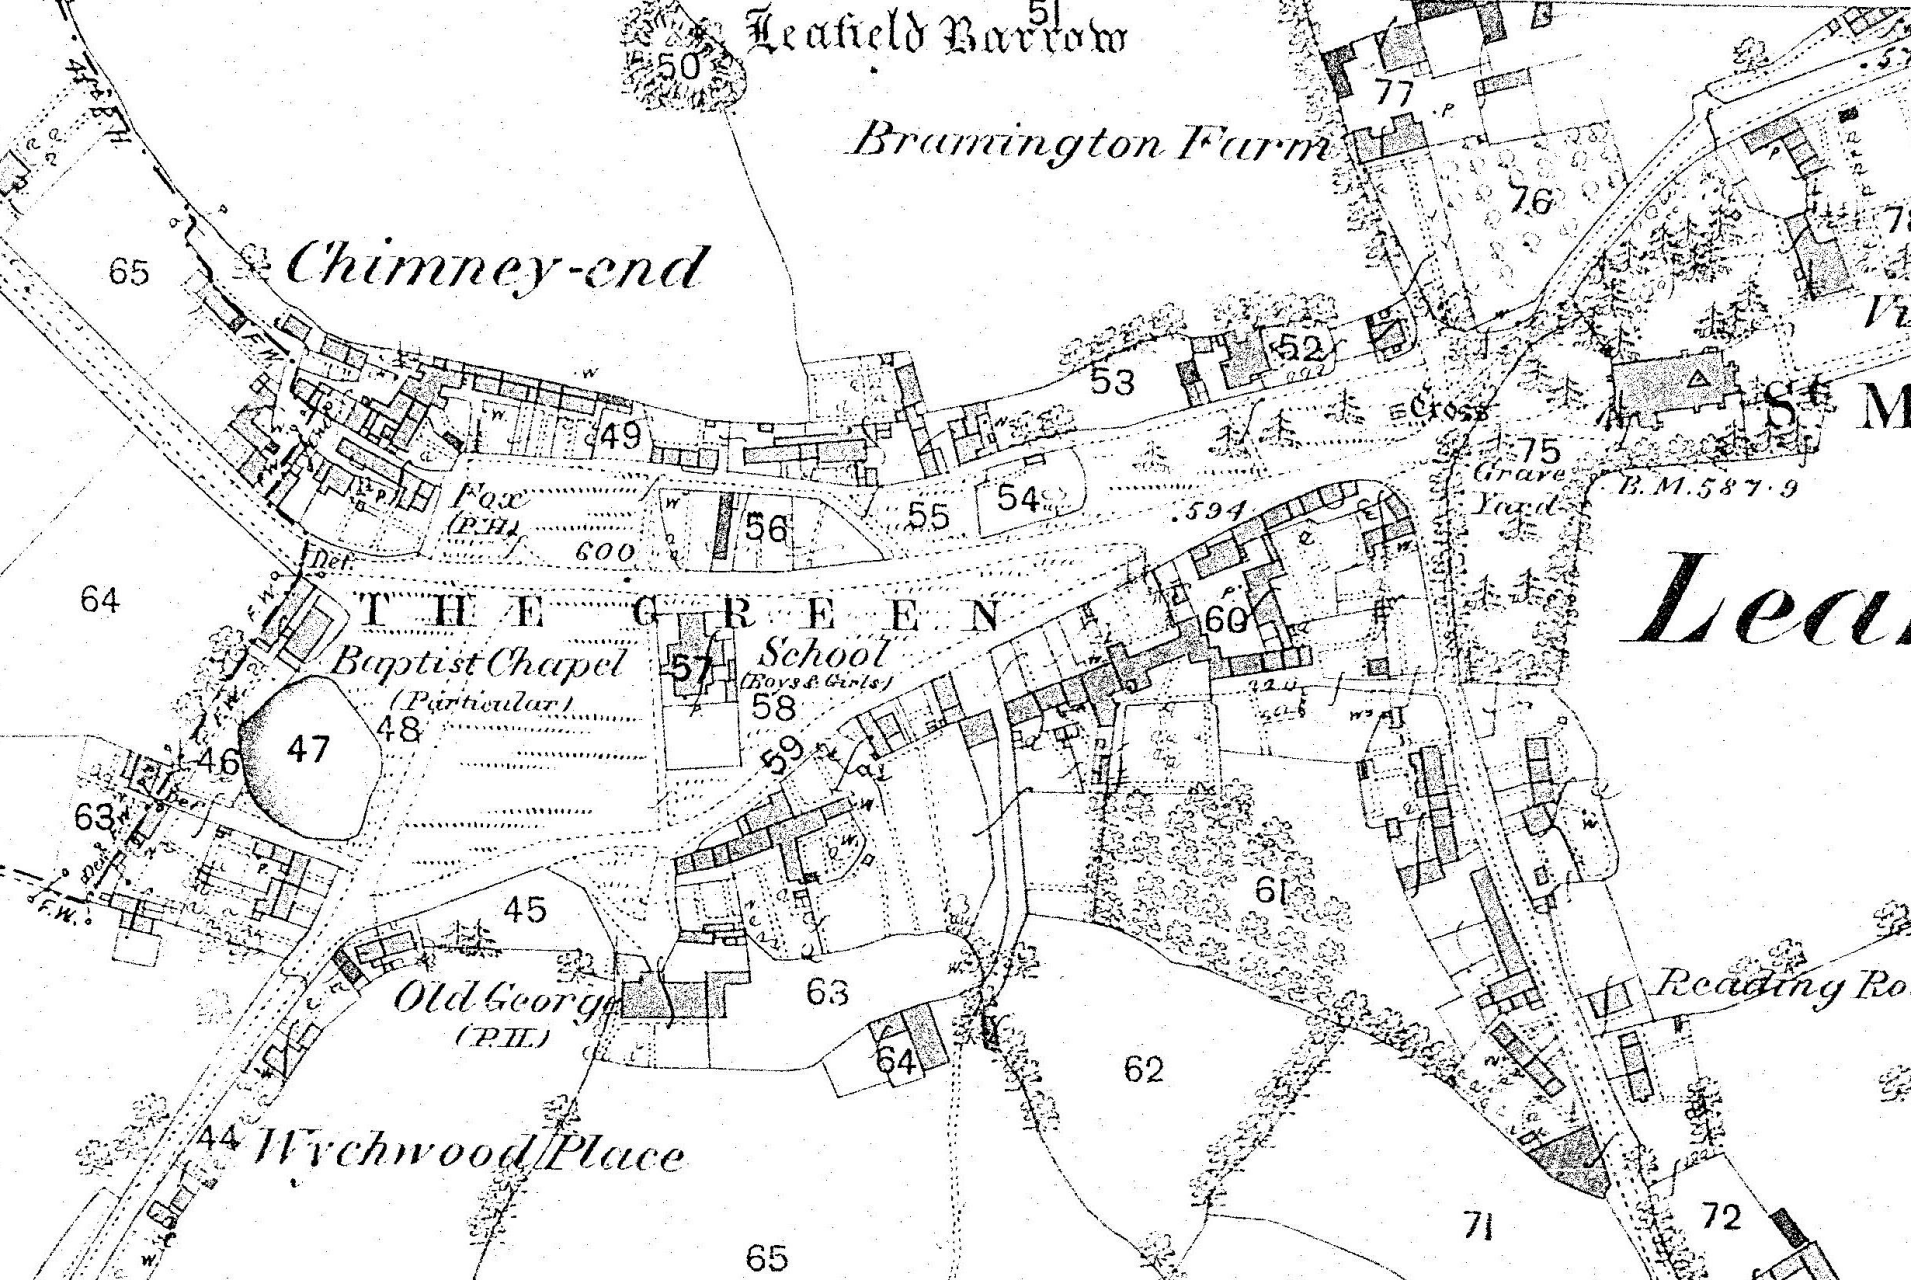 51
Leafield Barrow
50
77
P
Bramington Farm
76
4ft. R.H.
65
Chimney-end
F.W.
52
53
W
49
Cross
St M
75
Grave
Yard
B.M.587.9
54
55
56
Fox
(P.H.)
600
.594
Def.
64
F.W.
THE GREEN
60
Lea
Baptist Chapel
(Particular)
57
School
(Boys & Girls)
58
48
47
46
59
Def.
63
61
F.W.
45
Old George
(P.H.)
63
Reading Ro
64
62
44
Wychwood Place
71
72
65
W